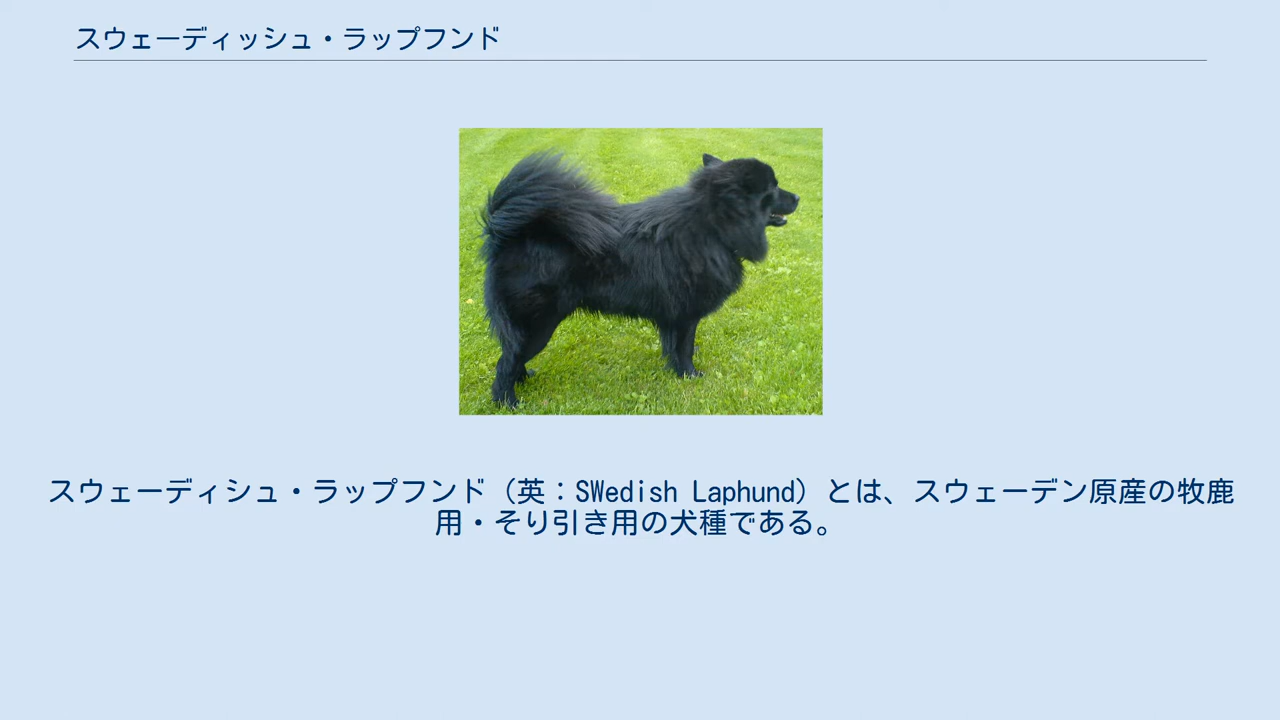 スウェーディッシュ・ラップフンド
スウェーディシュ・ラップフンド（英：SWedish Laphund）とは、スウェーデン原産の牧鹿
用・そり引き用の犬種である。